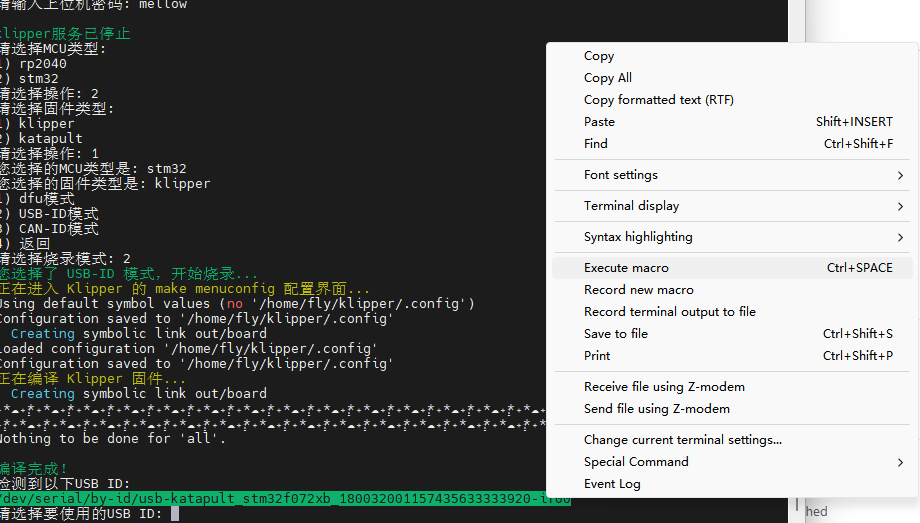 请输入上位机密码: mellow
klipper服务已停止
请选择MCU类型:
1) rp2040
2) stm32
请选择操作: 2
请选择固件类型:
1) klipper
2) katapult
请选择操作: 1
您选择的MCU类型是: stm32
您选择的固件类型是: klipper
1) dfu模式
2) USB-ID模式
3) CAN-ID模式
4) 返回
请选择烧录模式: 2
您选择了 USB-ID 模式，开始烧录...
正在进入 Klipper 的 make menuconfig 配置界面...
Using default symbol values (no '/home/fly/klipper/.config')
Configuration saved to '/home/fly/klipper/.config'
Creating symbolic link out/board
Loaded configuration '/home/fly/klipper/.config'
Configuration saved to '/home/fly/klipper/.config'
正在编译 Klipper 固件...
Creating symbolic link out/board
Nothing to be done for 'all'.
编译完成!
检测到以下USB ID:
/dev/serial/by-id/usb-katapult_stm32f072xb_180032001157435633333920-if00
请选择要使用的USB ID:
Copy
Copy All
Copy formatted text (RTF)
Paste Shift+INSERT
Find Ctrl+Shift+F
Font settings
Terminal display
Syntax highlighting
Execute macro Ctrl+SPACE
Record new macro
Record terminal output to file
Save to file Ctrl+Shift+S
Print Ctrl+Shift+P
Receive file using Z-modem
Send file using Z-modem
Change current terminal settings...
Special Command
Event Log
hed